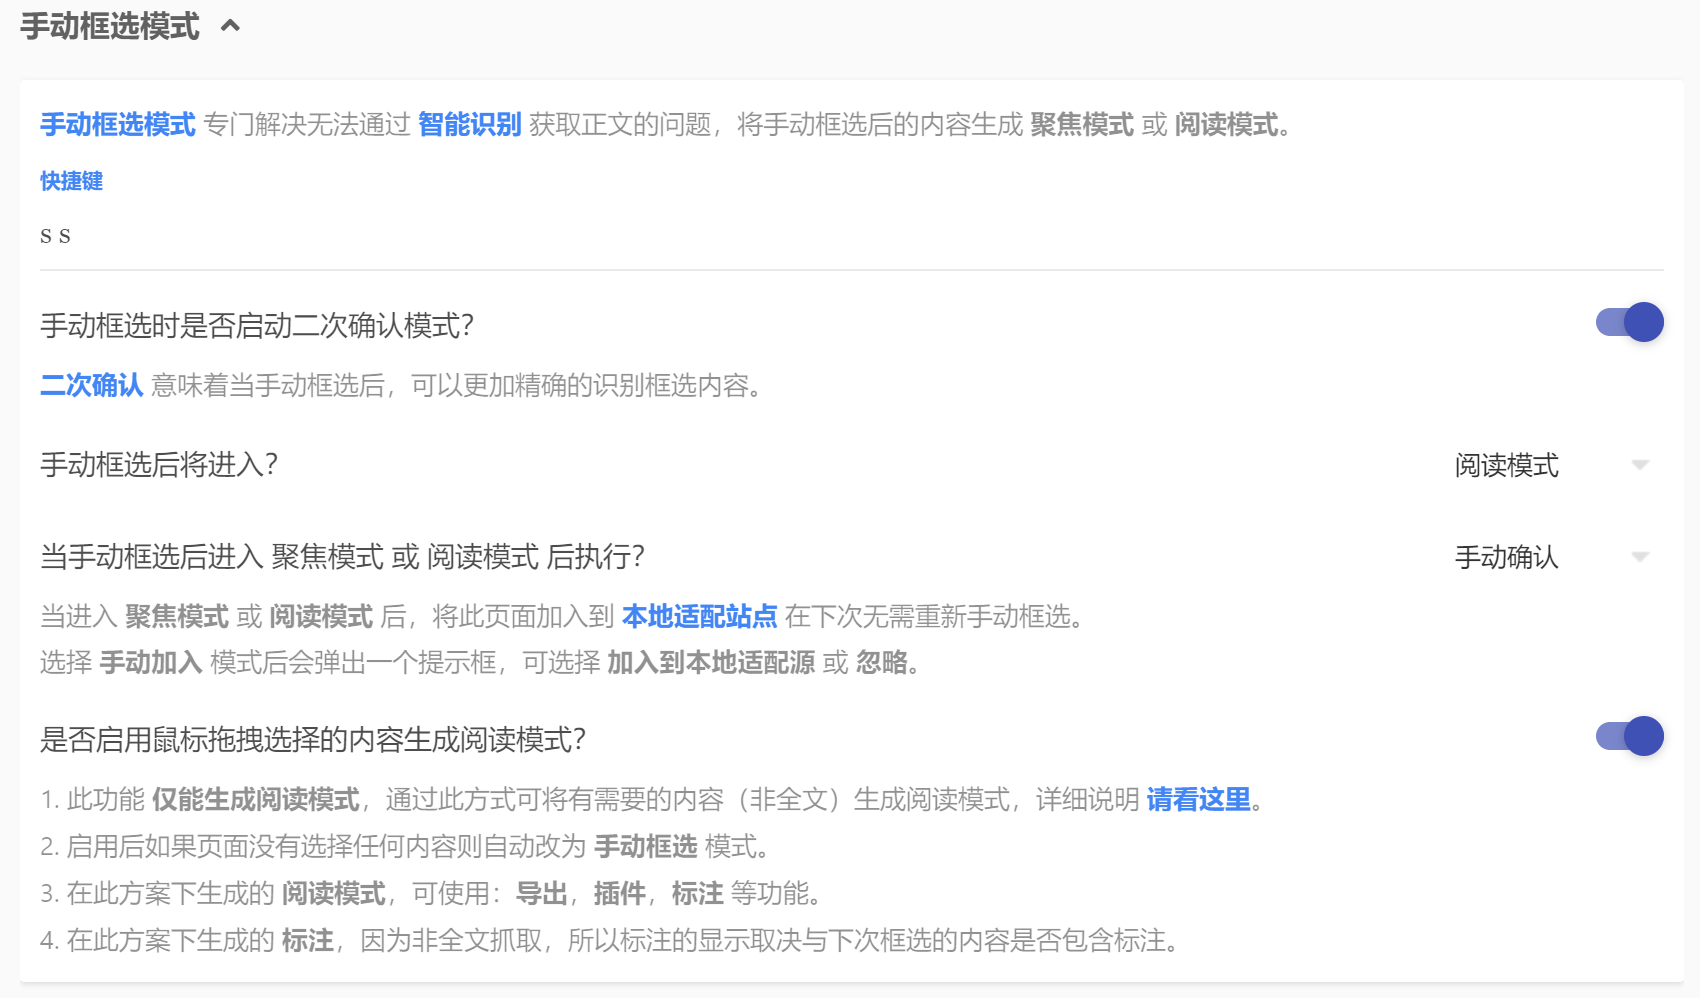 手动框选模式
手动框选模式 专门解决无法通过 智能识别 获取正文的问题，将手动框选后的内容生成 聚焦模式 或 阅读模式。
快捷键
s s
手动框选时是否启动二次确认模式？
二次确认 意味着当手动框选后，可以更加精确的识别框选内容。
手动框选后将进入？ 阅读模式
当手动框选后进入 聚焦模式 或 阅读模式 后执行？ 手动确认
当进入 聚焦模式 或 阅读模式 后，将此页面加入到 本地适配站点 在下次无需重新手动框选。
选择 手动加入 模式后会弹出一个提示框，可选择 加入到本地适配源 或 忽略。
是否启用鼠标拖拽选择的内容生成阅读模式？
1. 此功能 仅能生成阅读模式，通过此方式可将有需要的内容（非全文）生成阅读模式，详细说明 请看这里。
2. 启用后如果页面没有选择任何内容则自动改为 手动框选 模式。
3. 在此方案下生成的 阅读模式，可使用：导出，插件，标注 等功能。
4. 在此方案下生成的 标注，因为非全文抓取，所以标注的显示取决与下次框选的内容是否包含标注。